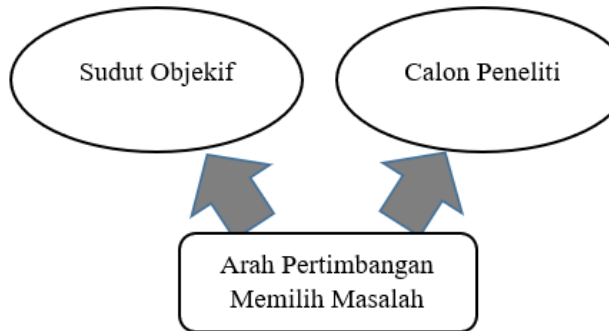 Sudut Objekif
Calon Peneliti
Arah Pertimbangan
Memilih Masalah